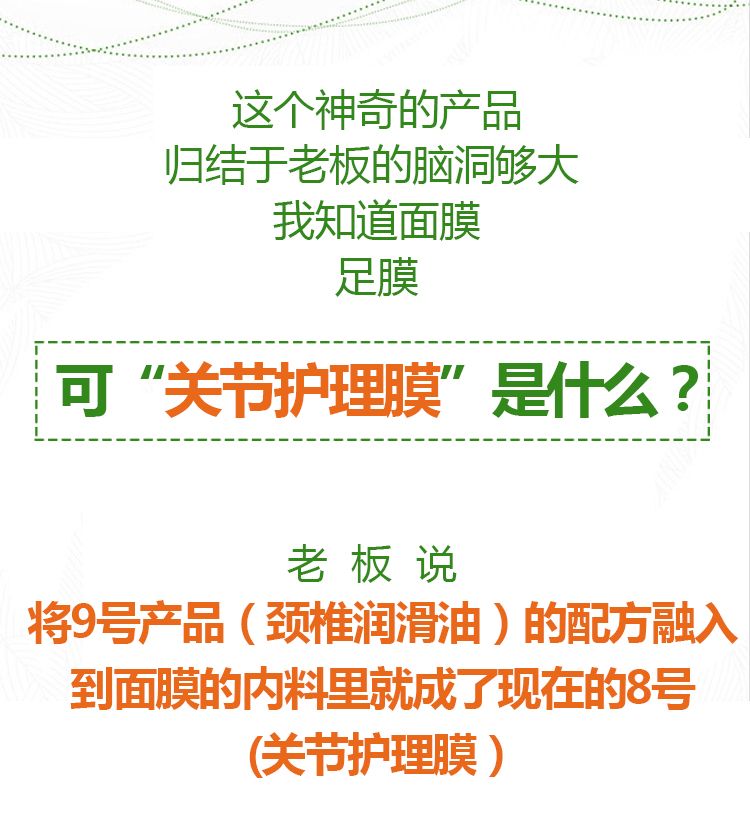 这个神奇的产品
归结于老板的脑洞够大
我知道面膜
足膜
可“关节护理膜”是什么？
老 板 说
将9号产品（颈椎润滑油）的配方融入
到面膜的内料里就成了现在的8号
(关节护理膜）